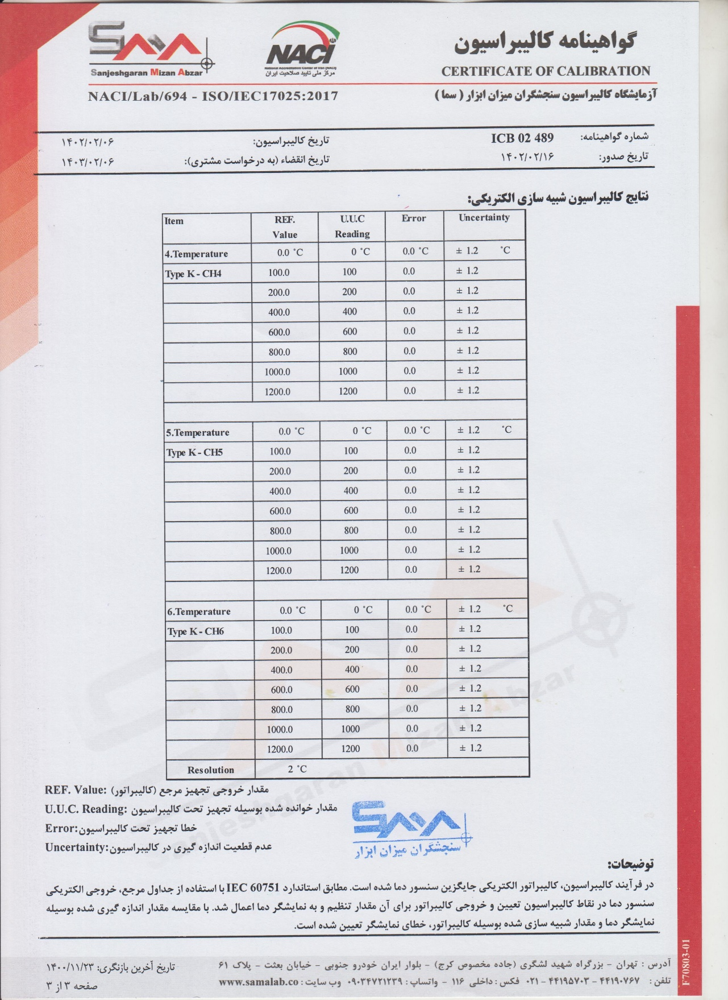 SAMA
Sanjeshgaran Mizan Abzar
NACI
National Accreditation Center of Iran (NACI)
مرکز ملی تایید صلاحیت ایران
گواهینامه کالیبراسیون
CERTIFICATE OF CALIBRATION
NACI/Lab/694 - ISO/IEC17025:2017
آزمایشگاه کالیبراسیون سنجشگران میزان ابزار ( سما )
شماره گواهینامه: ICB 02 489 تاریخ کالیبراسیون: ۱۴۰۲/۰۲/۰۶
تاریخ صدور: ۱۴۰۲/۰۲/۱۶ تاریخ انقضاء (به درخواست مشتری): ۱۴۰۳/۰۲/۰۶
نتایج کالیبراسیون شبیه سازی الکتریکی:
Item REF. Value U.U.C Reading Error Uncertainty
4.Temperature 0.0 °C 0 °C 0.0 °C ± 1.2 °C
Type K - CH4 100.0 100 0.0 ± 1.2
200.0 200 0.0 ± 1.2
400.0 400 0.0 ± 1.2
600.0 600 0.0 ± 1.2
800.0 800 0.0 ± 1.2
1000.0 1000 0.0 ± 1.2
1200.0 1200 0.0 ± 1.2
5.Temperature 0.0 °C 0 °C 0.0 °C ± 1.2 °C
Type K - CH5 100.0 100 0.0 ± 1.2
200.0 200 0.0 ± 1.2
400.0 400 0.0 ± 1.2
600.0 600 0.0 ± 1.2
800.0 800 0.0 ± 1.2
1000.0 1000 0.0 ± 1.2
1200.0 1200 0.0 ± 1.2
6.Temperature 0.0 °C 0 °C 0.0 °C ± 1.2 °C
Type K - CH6 100.0 100 0.0 ± 1.2
200.0 200 0.0 ± 1.2
400.0 400 0.0 ± 1.2
600.0 600 0.0 ± 1.2
800.0 800 0.0 ± 1.2
1000.0 1000 0.0 ± 1.2
1200.0 1200 0.0 ± 1.2
Resolution 2 °C
REF. Value: مقدار خروجی تجهیز مرجع (کالیبراتور)
U.U.C. Reading: مقدار خوانده شده بوسیله تجهیز تحت کالیبراسیون
Error: خطا تجهیز تحت کالیبراسیون
Uncertainty: عدم قطعیت اندازه گیری در کالیبراسیون
SAMA
سنجشگران میزان ابزار
Sanjeshgaran Mizan Abzar
توضیحات:
در فرآیند کالیبراسیون، کالیبراتور الکتریکی جایگزین سنسور دما شده است. مطابق استاندارد IEC 60751 با استفاده از جداول مرجع، خروجی الکتریکی
سنسور دما در نقاط کالیبراسیون تعیین و خروجی کالیبراتور برای آن مقدار تنظیم و به نمایشگر دما اعمال شد. با مقایسه مقدار اندازه گیری شده بوسیله
نمایشگر دما و مقدار شبیه سازی شده بوسیله کالیبراتور، خطای نمایشگر تعیین شده است.
آدرس : تهران - بزرگراه شهید لشگری (جاده مخصوص کرج) - بلوار ایران خودرو جنوبی - خیابان بعثت - پلاک ۶۱
تلفن : ۴۴۱۹۰۷۶۷ - ۴۴۱۹۵۷۰۳ - ۰۲۱ فکس : داخلی ۱۱۶ - واتساپ : ۰۹۰۳۴۷۲۱۲۳۹ وب سایت : www.samalab.co
تاریخ آخرین بازنگری: ۱۴۰۰/۱۱/۲۳
صفحه ۳ از ۳
F70803-01